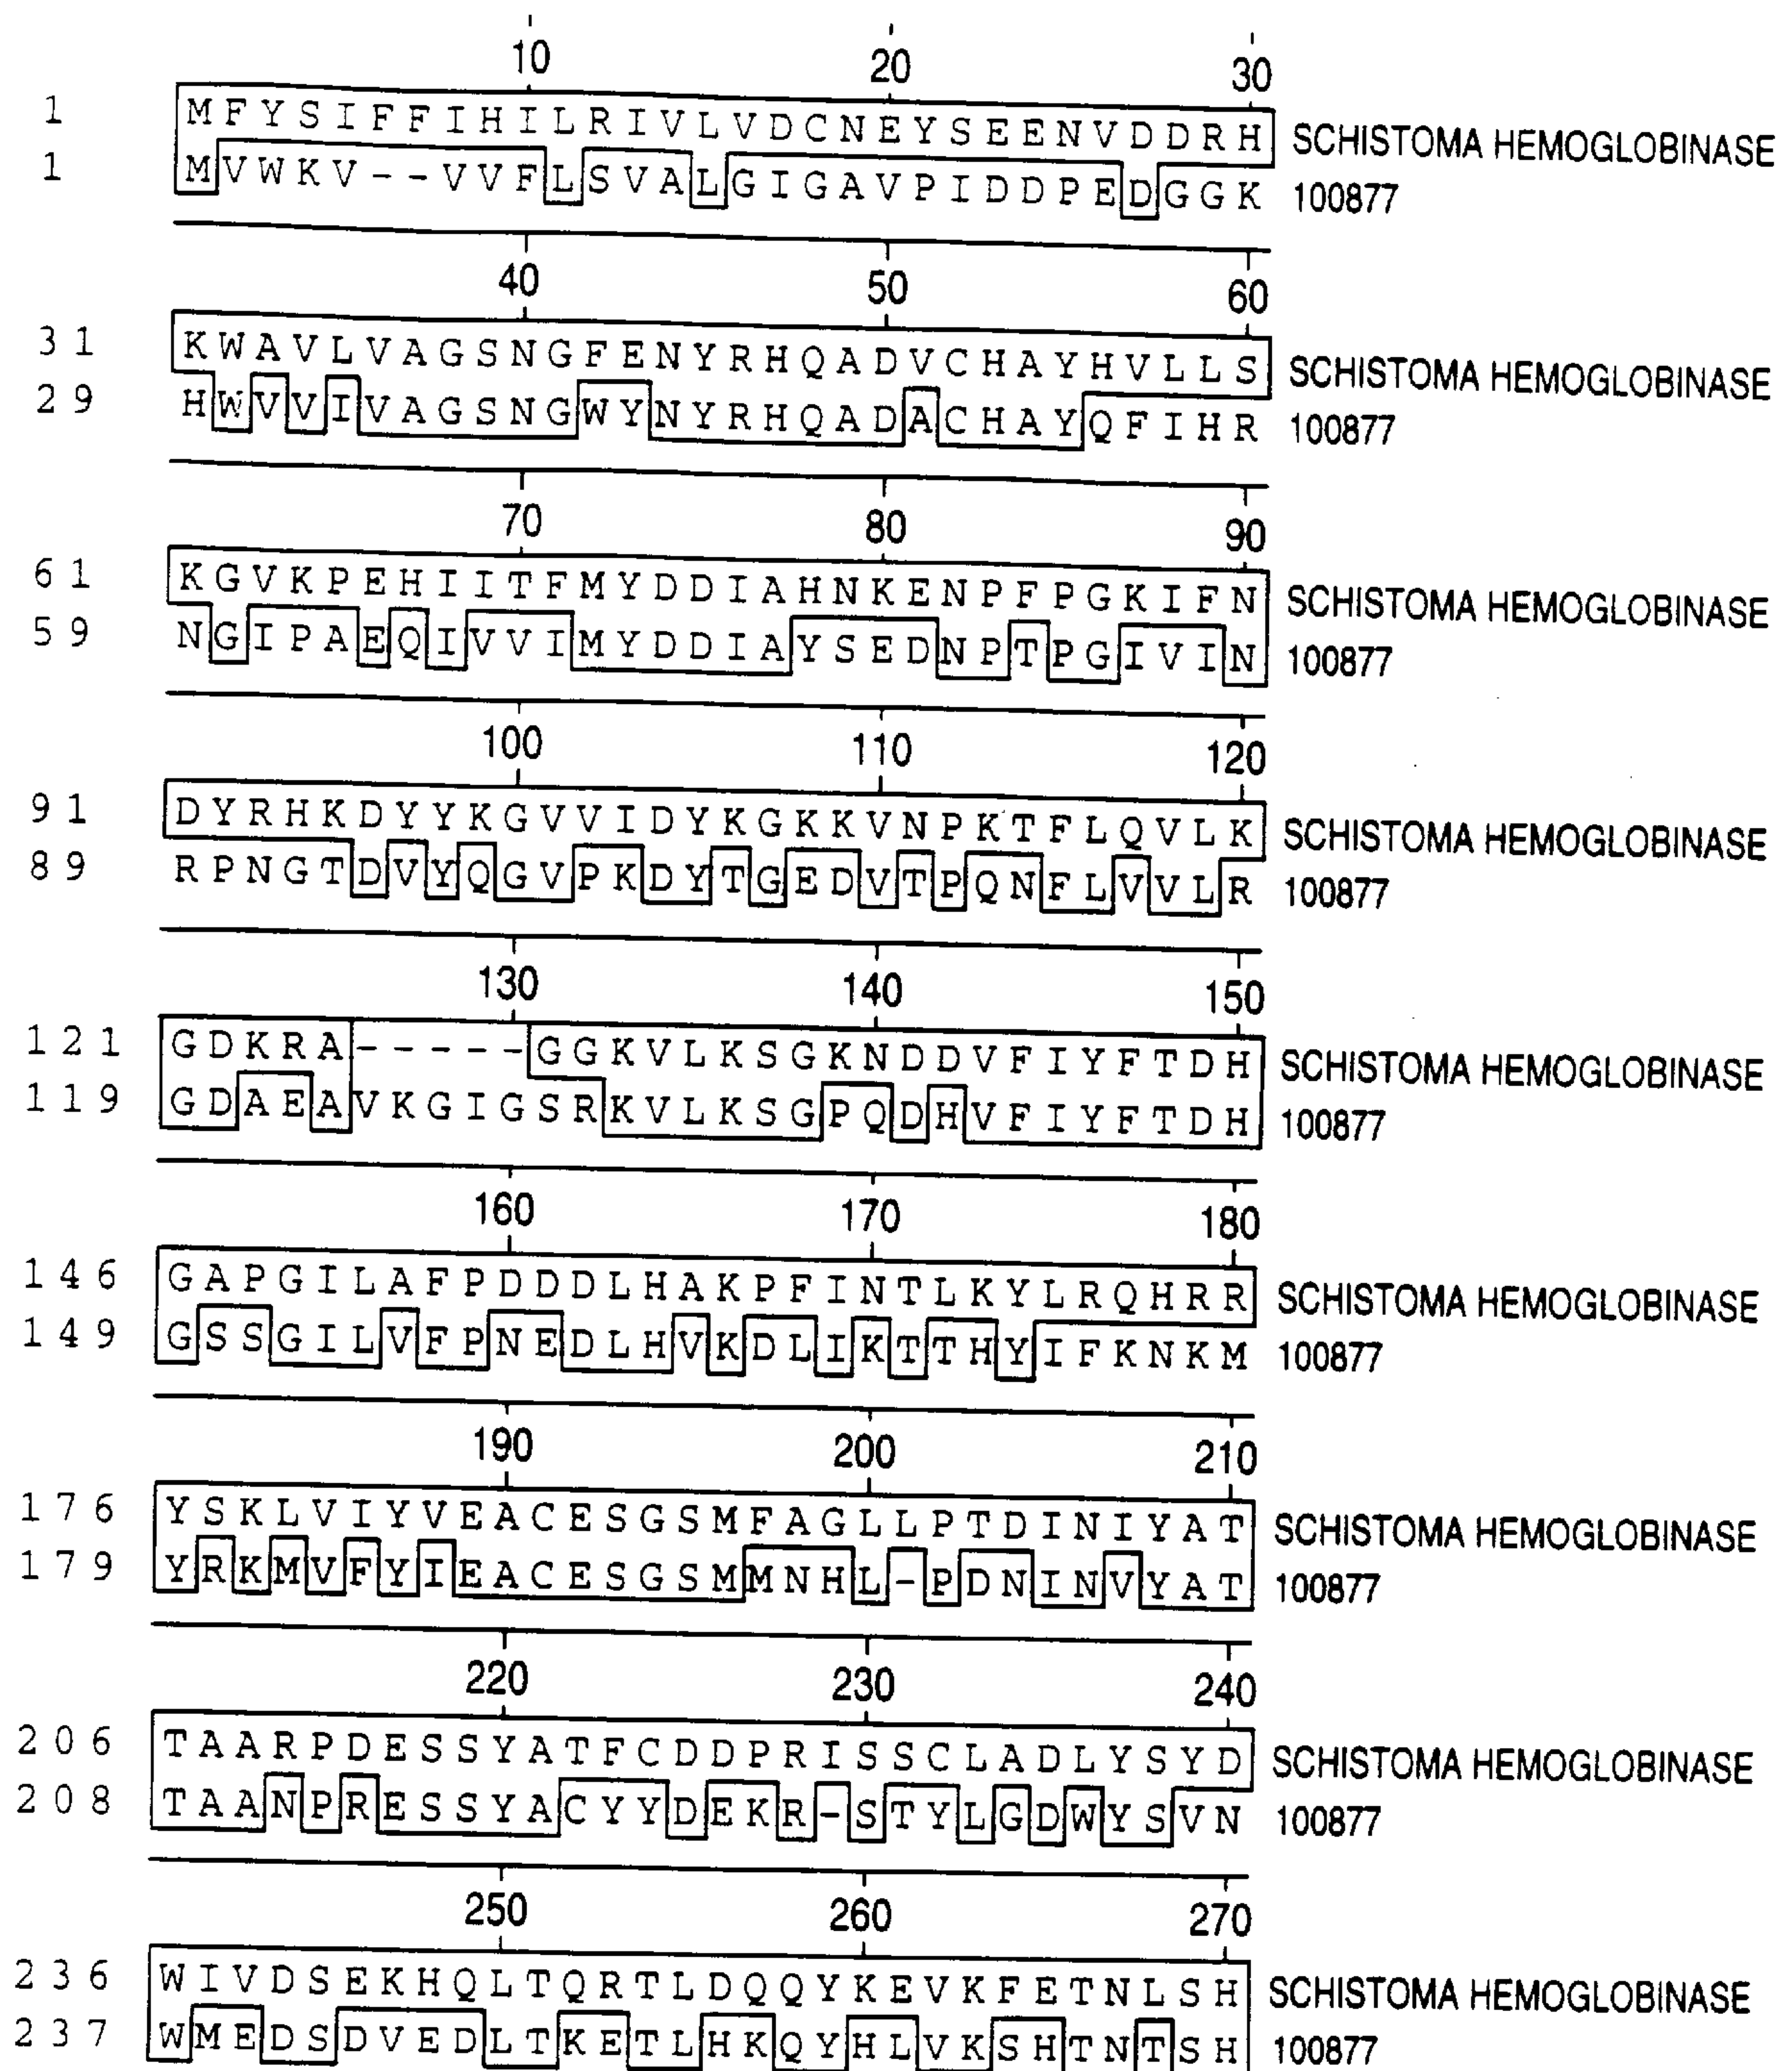 10 20 30
1 MFYSIFFIHILRIVLVDCNEYSEENVDDRH SCHISTOMA HEMOGLOBINASE
1 MVWKV--VVFLSVALGIGAVPIDDPEDGGK 100877
40 50 60
31 KWAVLVAGSNGFENYRHQADVCHAYHVLLS SCHISTOMA HEMOGLOBINASE
29 HWVVIVAGSNGWYNYRHQADACHAYQFIHR 100877
70 80 90
61 KGVKPEHIITFMYDDIAHNKENPFPGKIFN SCHISTOMA HEMOGLOBINASE
59 NGIPAEQIVVIMYDDIAYSEDNPTPGIVIN 100877
100 110 120
91 DYRHKDYYKGVVIDYKGKKVNPKTFLQVLK SCHISTOMA HEMOGLOBINASE
89 RPNGTDVYQGVPKDYTGEDVTPQNFLVVLR 100877
130 140 150
121 GDKRA-----GGKVLKSGKNDDVFIYFTDH SCHISTOMA HEMOGLOBINASE
119 GDAEAVKGIGSRKVLKSGPQDHVFIYFTDH 100877
160 170 180
146 GAPGILAFPDDDLHAKPFINTLKYLRQHRR SCHISTOMA HEMOGLOBINASE
149 GSSGILVFPNEDLHVKDLIKTTHYIFKNKM 100877
190 200 210
176 YSKLVIYVEACESGSMFAGLLPTDINIYAT SCHISTOMA HEMOGLOBINASE
179 YRKMVFYIEACESGSMMNHL-PDNINVYAT 100877
220 230 240
206 TAARPDESSYATFCDDPRISSCLADLYSYD SCHISTOMA HEMOGLOBINASE
208 TAANPRESSYACYYDEKR-STYLGDWYSVN 100877
250 260 270
236 WIVDSEKHQLTQRTLDQQYKEVKFETNLSH SCHISTOMA HEMOGLOBINASE
237 WMEDSDVEDLTKETLHKQYHLVKSHTNTSH 100877